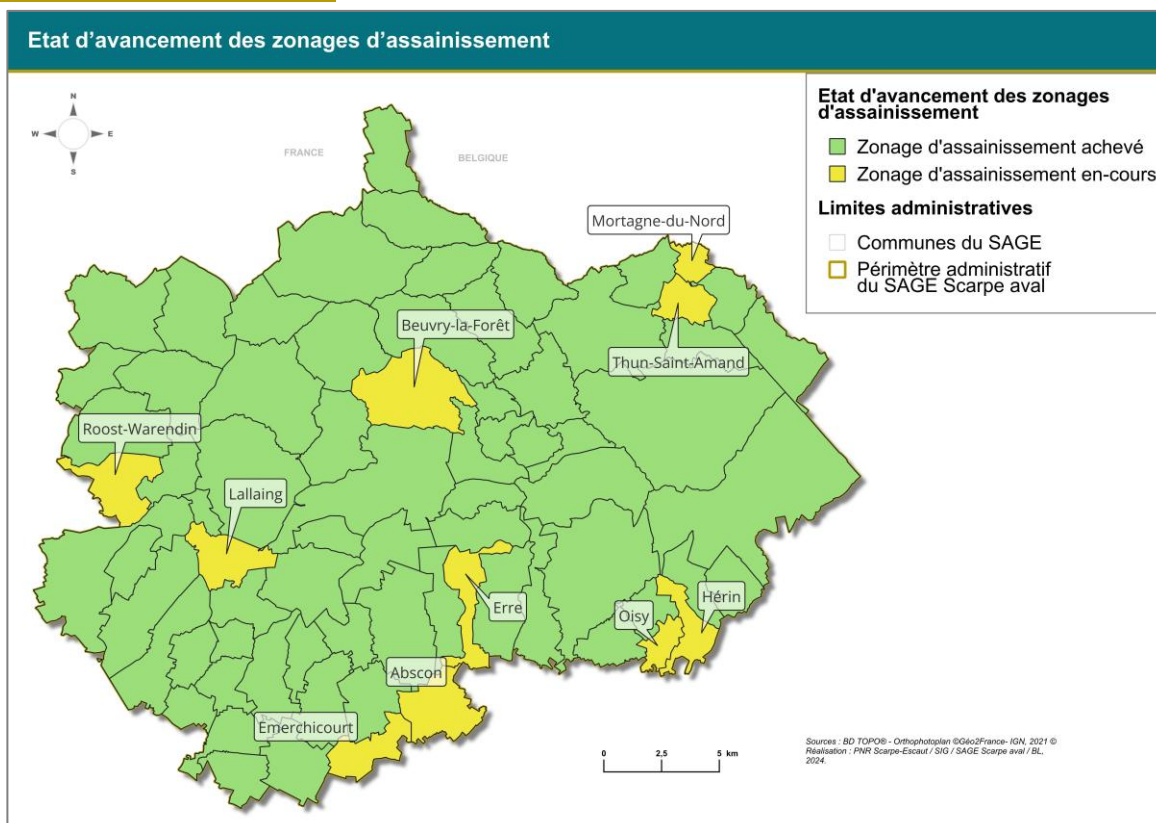 Etat d’avancement des zonages d’assainissement
N
W
E
S
FRANCE
BELGIQUE
Etat d'avancement des zonages
d'assainissement
Zonage d'assainissement achevé
Zonage d'assainissement en-cours
Limites administratives
Communes du SAGE
Périmètre administratif
du SAGE Scarpe aval
Mortagne-du-Nord
Beuvry-la-Forêt
Thun-Saint-Amand
Roost-Warendin
Lallaing
Erre
Oisy
Hérin
Abscon
Emerchicourt
0
2,5
5
km
Sources : BD TOPO® - Orthophotoplan ©Géo2France- IGN, 2021 ©
Réalisation : PNR Scarpe-Escaut / SIG / SAGE Scarpe aval / BL,
2024.